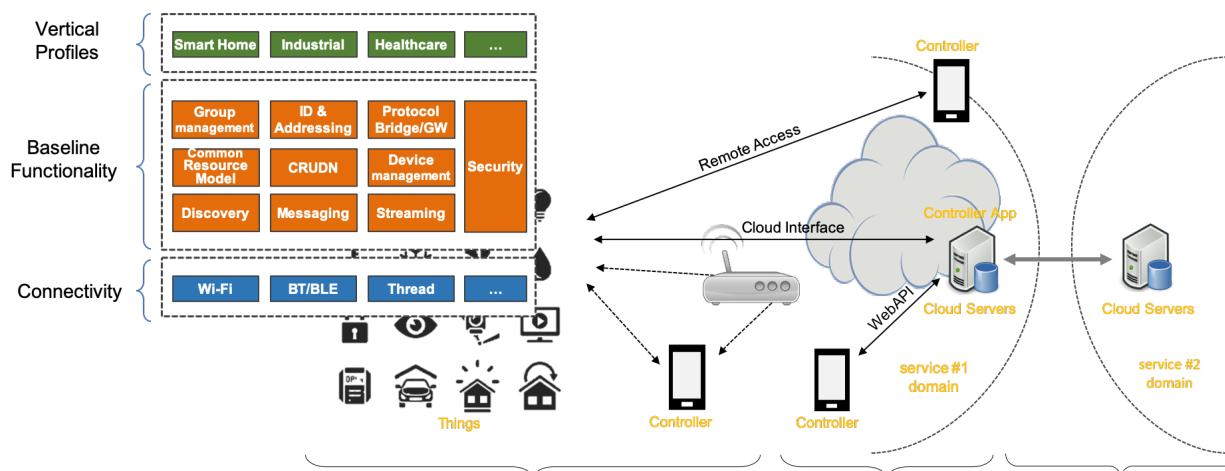 Vertical
Profiles
Smart Home
Industrial
Healthcare
...
Baseline
Functionality
Group
management
ID &
Addressing
Protocol
Bridge/GW
Common
Resource
Model
CRUDN
Device
management
Security
Discovery
Messaging
Streaming
Connectivity
Wi-Fi
BT/BLE
Thread
...
Things
Controller
Remote Access
Controller App
Cloud Interface
Cloud Servers
WebAPI
Controller
Controller
service #1
domain
Cloud Servers
service #2
domain